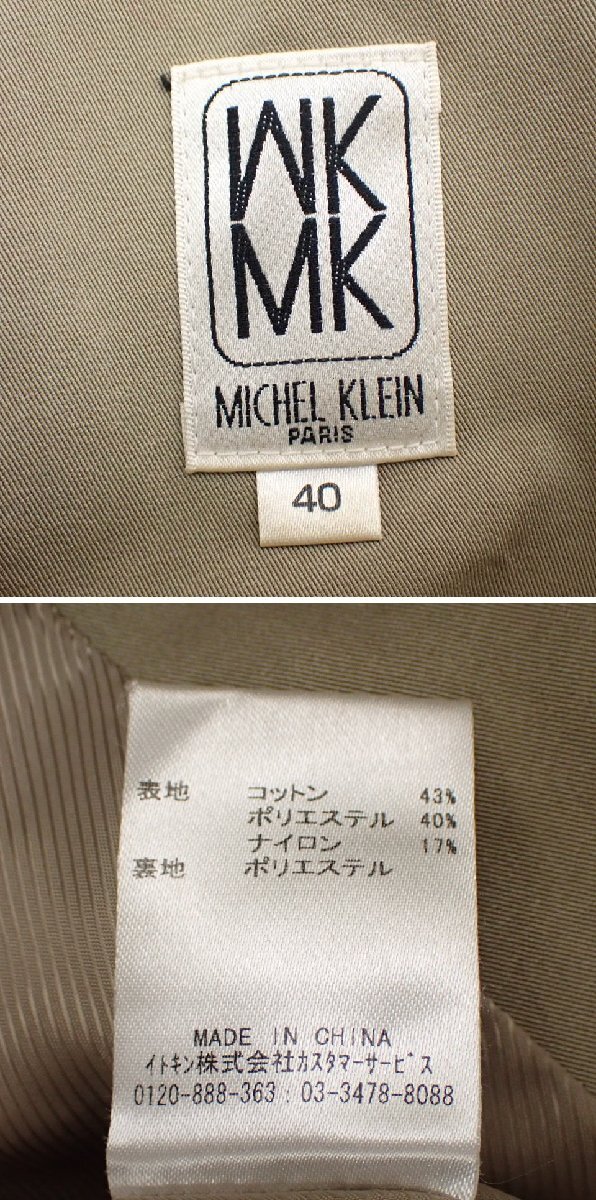 WK
MK
MICHEL KLEIN
PARIS
40
表地 コットン 43%
ポリエステル 40%
ナイロン 17%
裏地 ポリエステル
MADE IN CHINA
イトキン株式会社カスタマーサービス
0120-888-363 : 03-3478-8088